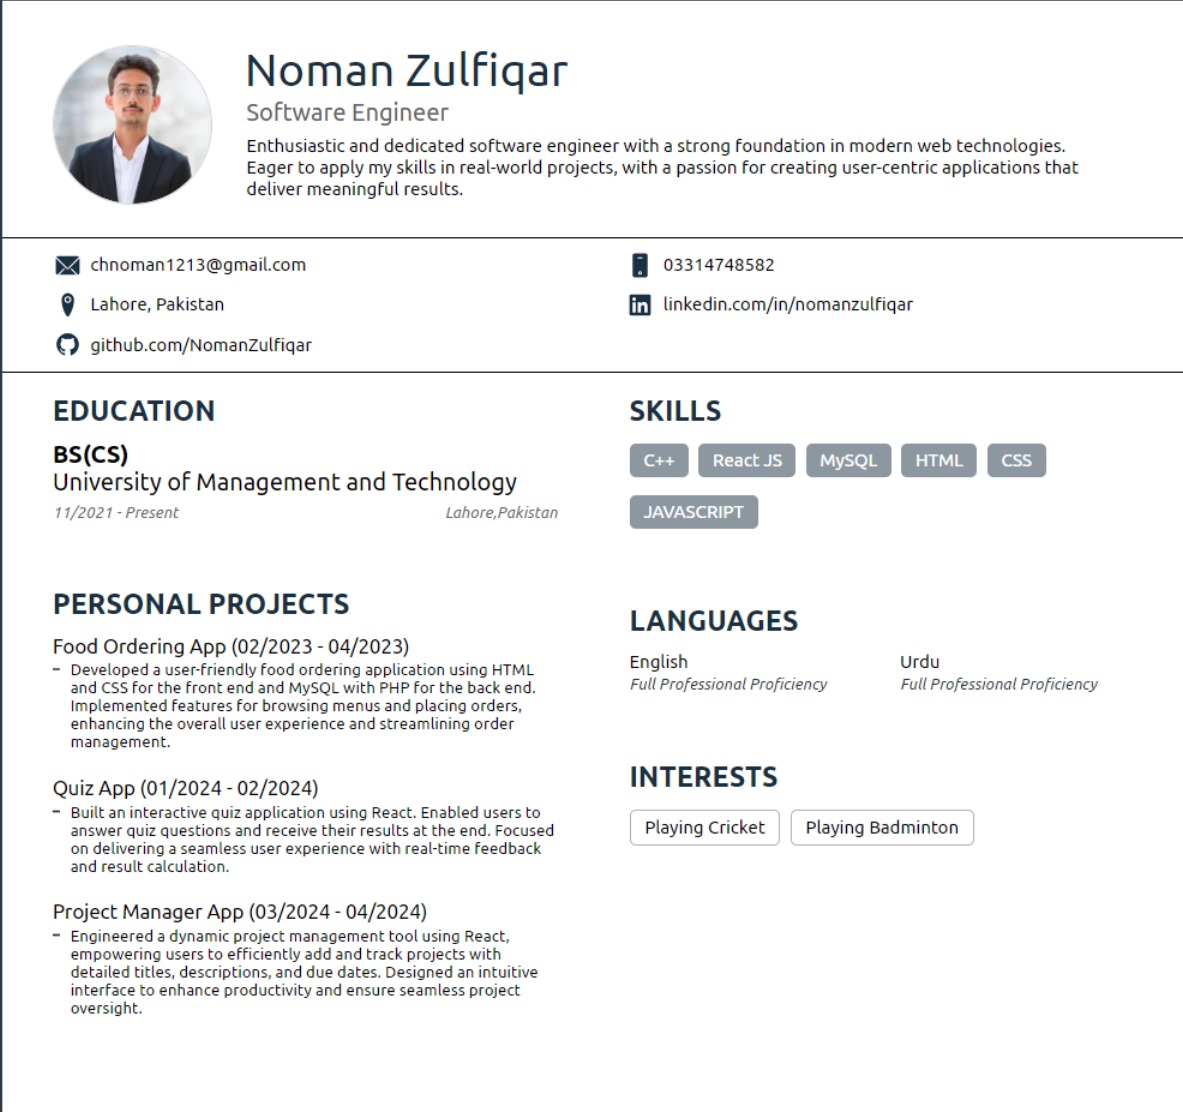 Noman Zulfiqar
Software Engineer
Enthusiastic and dedicated software engineer with a strong foundation in modern web technologies.
Eager to apply my skills in real-world projects, with a passion for creating user-centric applications that
deliver meaningful results.
chnoman1213@gmail.com
03314748582
Lahore, Pakistan
linkedin.com/in/nomanzulfiqar
github.com/NomanZulfiqar
EDUCATION
BS(CS)
University of Management and Technology
11/2021 - Present
Lahore,Pakistan
PERSONAL PROJECTS
Food Ordering App (02/2023 - 04/2023)
– Developed a user-friendly food ordering application using HTML
and CSS for the front end and MySQL with PHP for the back end.
Implemented features for browsing menus and placing orders,
enhancing the overall user experience and streamlining order
management.
Quiz App (01/2024 - 02/2024)
– Built an interactive quiz application using React. Enabled users to
answer quiz questions and receive their results at the end. Focused
on delivering a seamless user experience with real-time feedback
and result calculation.
Project Manager App (03/2024 - 04/2024)
– Engineered a dynamic project management tool using React,
empowering users to efficiently add and track projects with
detailed titles, descriptions, and due dates. Designed an intuitive
interface to enhance productivity and ensure seamless project
oversight.
SKILLS
C++ React JS MySQL HTML CSS
JAVASCRIPT
LANGUAGES
English
Full Professional Proficiency
Urdu
Full Professional Proficiency
INTERESTS
Playing Cricket Playing Badminton